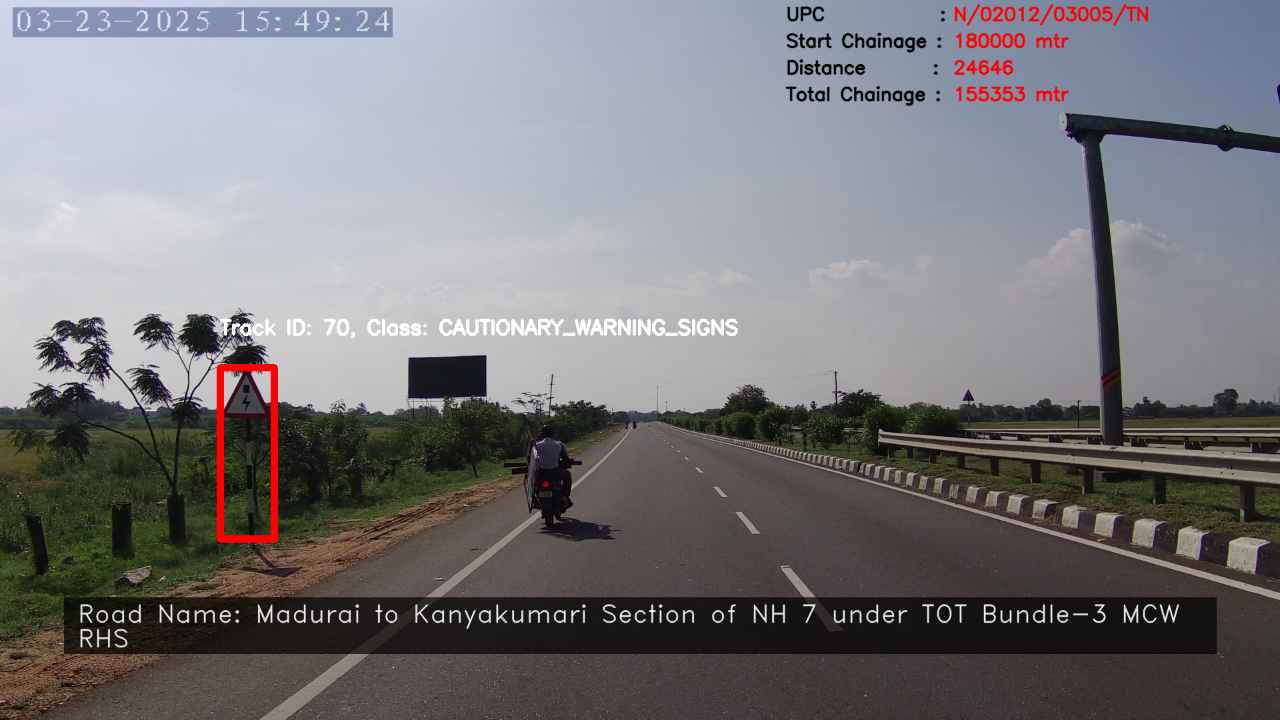 03-23-2025 15:49:24
UPC : N/02012/03005/TN
Start Chainage : 180000 mtr
Distance : 24646
Total Chainage : 155353 mtr
Track ID: 70, Class: CAUTIONARY_WARNING_SIGNS
Road Name: Madurai to Kanyakumari Section of NH 7 under TOT Bundle-3 MCW
RHS